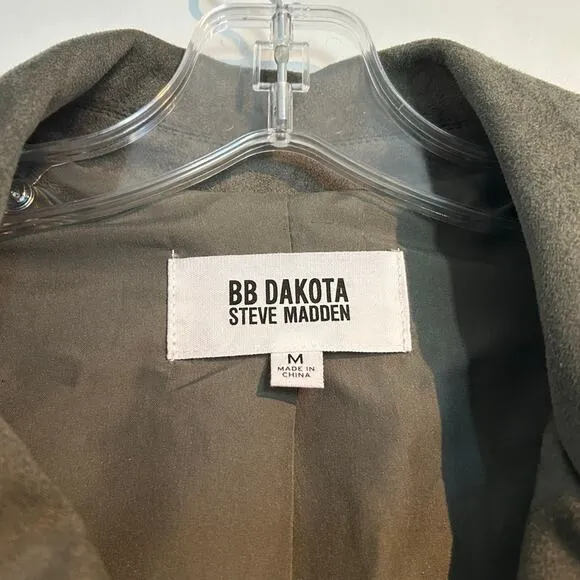 BB DAKOTA
STEVE MADDEN
M
MADE IN
CHINA